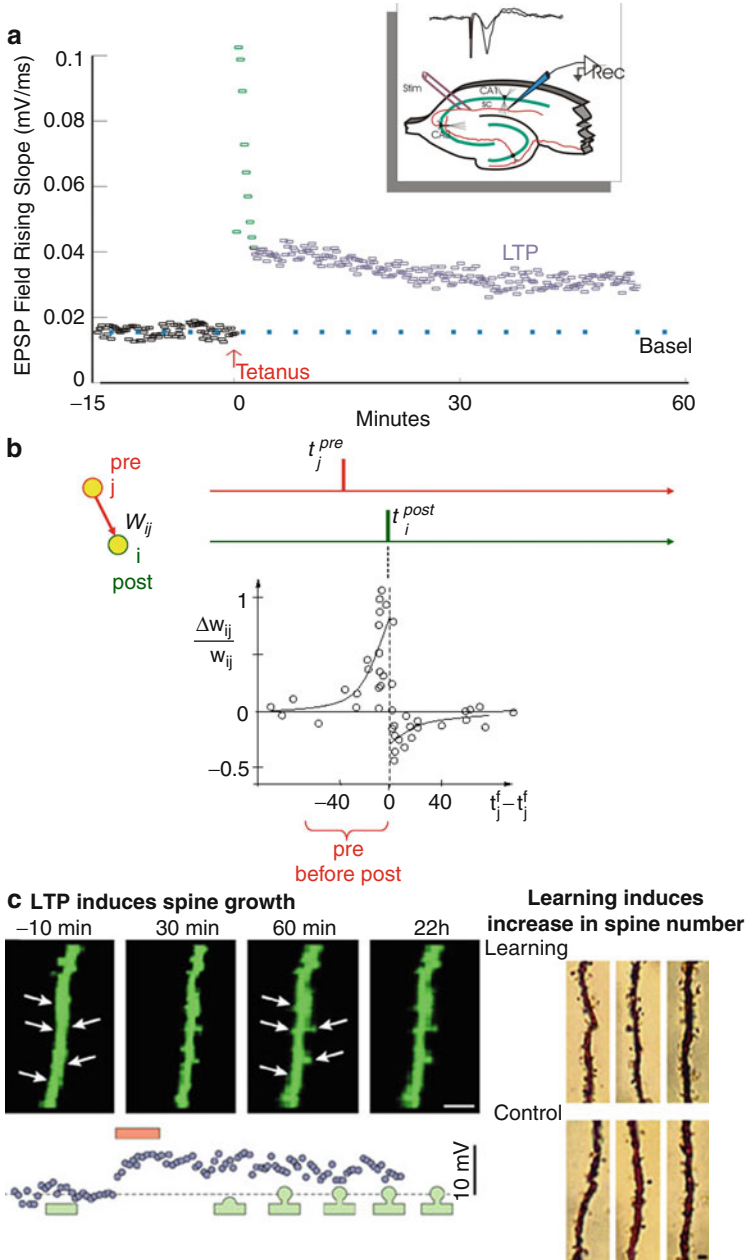 a
EPSP Field Rising Slope (mV/ms)
0.1
0.08
0.06
0.04
0.02
0
Stim
CA1
sc
Rec
LTP
Basel
Tetanus
−15
0
30
60
Minutes
b
pre
j
W_ij
i
post
t_j^pre
t_i^post
Δw_ij
w_ij
1
0
−0.5
−40 0 40 t_j^f−t_j^f
pre
before post
c LTP induces spine growth
−10 min 30 min 60 min 22h
10 mV
Learning induces
increase in spine number
Learning
Control